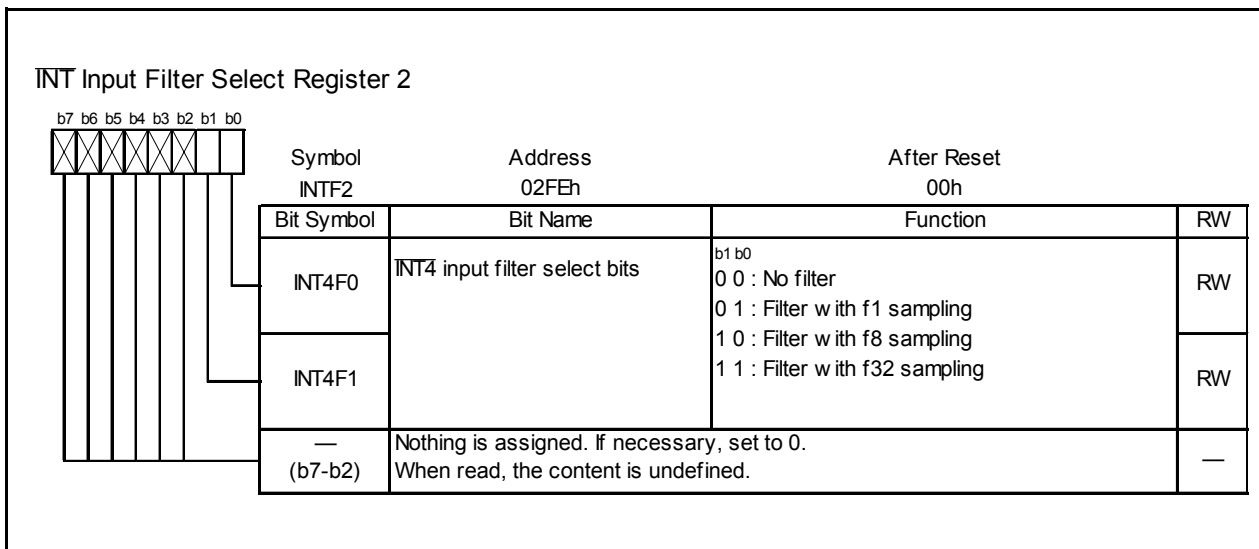 INT Input Filter Select Register 2
b7 b6 b5 b4 b3 b2 b1 b0
Symbol Address After Reset
INTF2 02FEh 00h
Bit Symbol Bit Name Function RW
INT4F0 INT4 input filter select bits b1 b0
0 0 : No filter
0 1 : Filter with f1 sampling
1 0 : Filter with f8 sampling
1 1 : Filter with f32 sampling
RW
INT4F1 RW
— Nothing is assigned. If necessary, set to 0.
(b7-b2) When read, the content is undefined. —